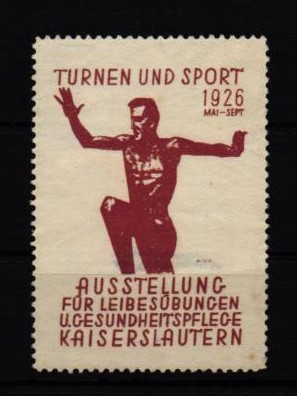 TURNEN UND SPORT
1926
MAI-SEPT
AUSSTELLUNG
FÜR LEIBESÜBUNGEN
U. GESUNDHEITSPFLEGE
KAISERSLAUTERN